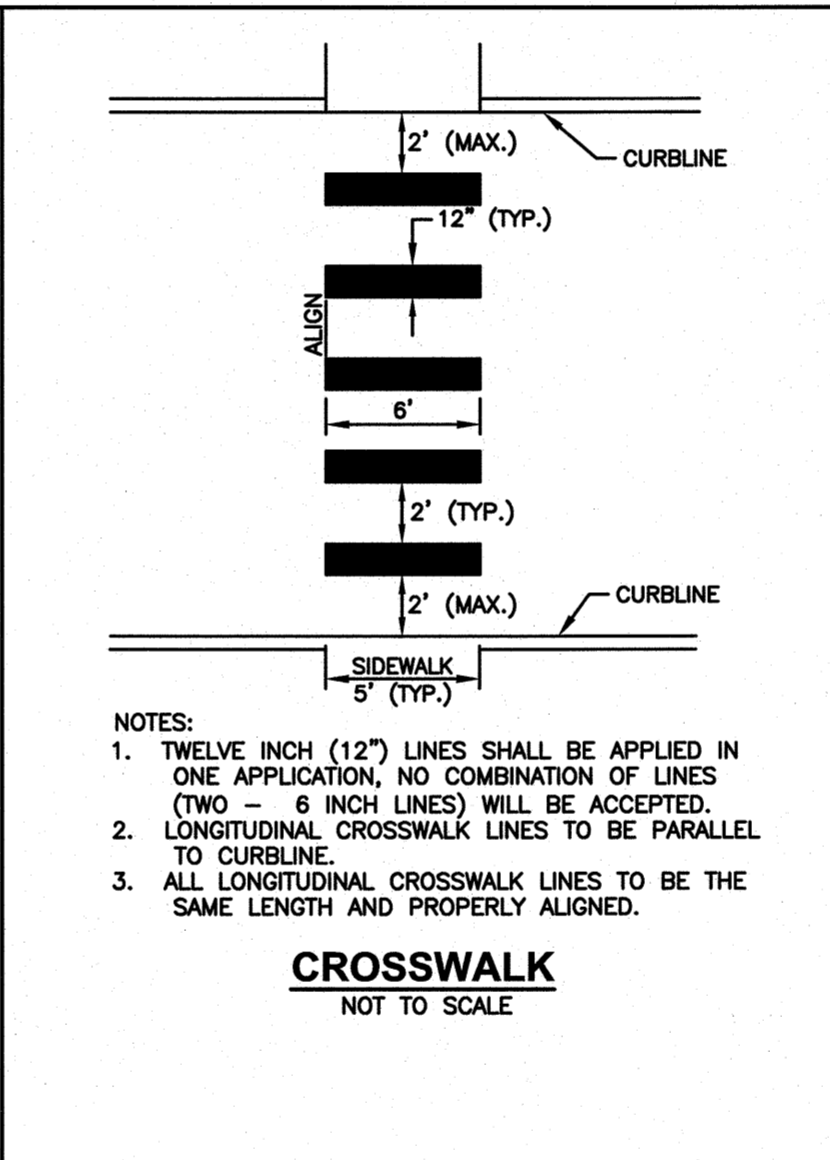 2' (MAX.)
CURBLINE
12" (TYP.)
ALIGN
6'
2' (TYP.)
2' (MAX.)
CURBLINE
SIDEWALK
5' (TYP.)
NOTES:
1. TWELVE INCH (12") LINES SHALL BE APPLIED IN
ONE APPLICATION, NO COMBINATION OF LINES
(TWO – 6 INCH LINES) WILL BE ACCEPTED.
2. LONGITUDINAL CROSSWALK LINES TO BE PARALLEL
TO CURBLINE.
3. ALL LONGITUDINAL CROSSWALK LINES TO BE THE
SAME LENGTH AND PROPERLY ALIGNED.
CROSSWALK
NOT TO SCALE